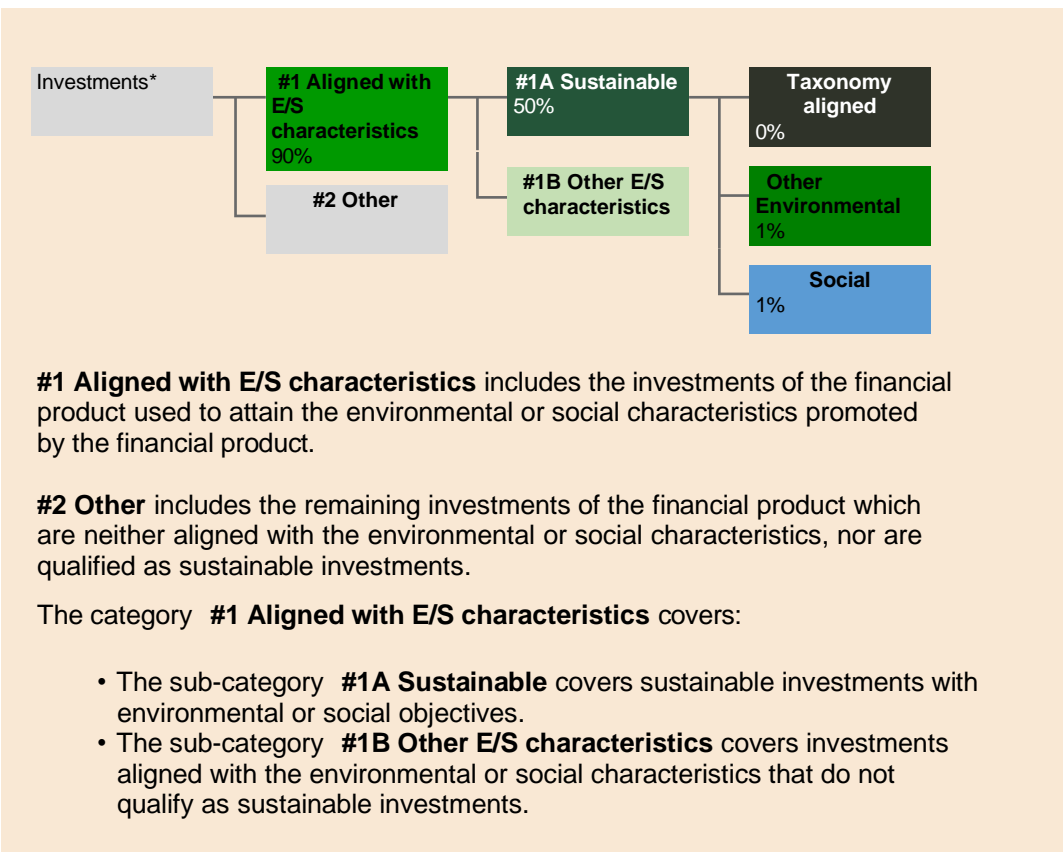 Investments*
#1 Aligned with
E/S
characteristics
90%
#2 Other
#1A Sustainable
50%
#1B Other E/S
characteristics
Taxonomy
aligned
0%
Other
Environmental
1%
Social
1%
#1 Aligned with E/S characteristics includes the investments of the financial
product used to attain the environmental or social characteristics promoted
by the financial product.
#2 Other includes the remaining investments of the financial product which
are neither aligned with the environmental or social characteristics, nor are
qualified as sustainable investments.
The category #1 Aligned with E/S characteristics covers:
• The sub-category #1A Sustainable covers sustainable investments with
environmental or social objectives.
• The sub-category #1B Other E/S characteristics covers investments
aligned with the environmental or social characteristics that do not
qualify as sustainable investments.